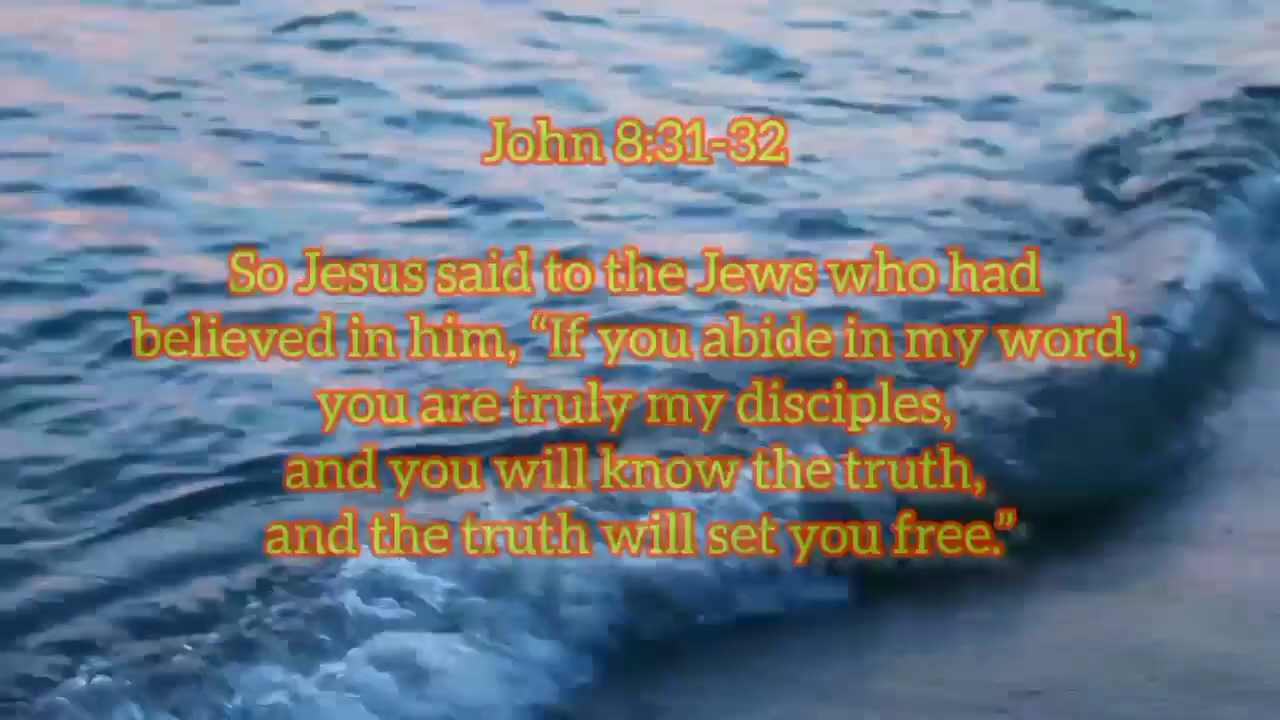 John 8:31-32
So Jesus said to the Jews who had
believed in him, “If you abide in my word,
you are truly my disciples,
and you will know the truth,
and the truth will set you free.”